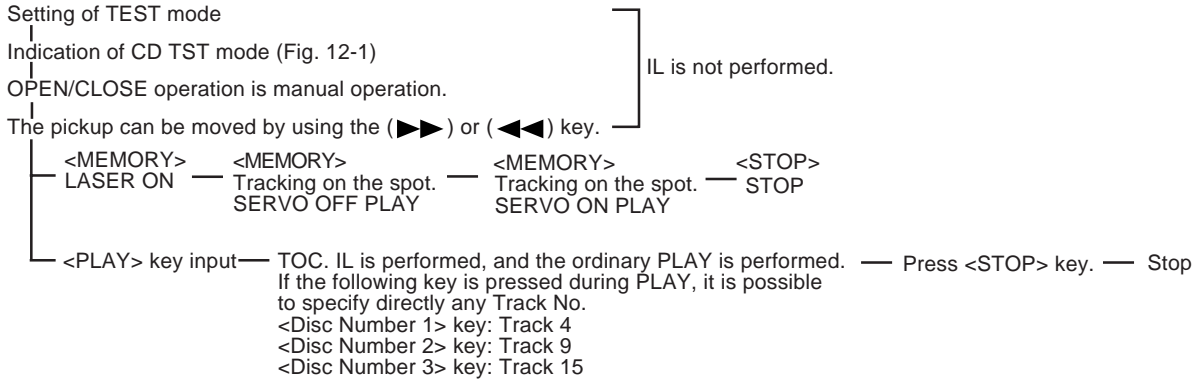 Setting of TEST mode
Indication of CD TST mode (Fig. 12-1)
IL is not performed.
OPEN/CLOSE operation is manual operation.
The pickup can be moved by using the (▶▶) or (◀◀) key.
<MEMORY>
LASER ON
<MEMORY>
Tracking on the spot.
SERVO OFF PLAY
<MEMORY>
Tracking on the spot.
SERVO ON PLAY
<STOP>
STOP
<PLAY> key input
TOC. IL is performed, and the ordinary PLAY is performed.
If the following key is pressed during PLAY, it is possible
to specify directly any Track No.
<Disc Number 1> key: Track 4
<Disc Number 2> key: Track 9
<Disc Number 3> key: Track 15
Press <STOP> key.
Stop